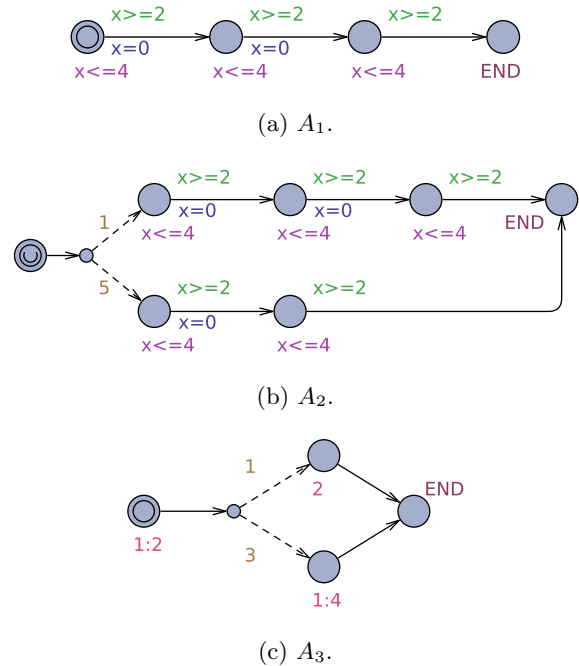 x>=2 x>=2 x>=2
x=0 x=0
x<=4 x<=4 x<=4 END
(a) A₁.
x>=2 x>=2 x>=2
1 x=0 x=0 END
x<=4 x<=4 x<=4
5 x>=2 x>=2
x=0
x<=4 x<=4
(b) A₂.
1
2 END
1:2
3
1:4
(c) A₃.